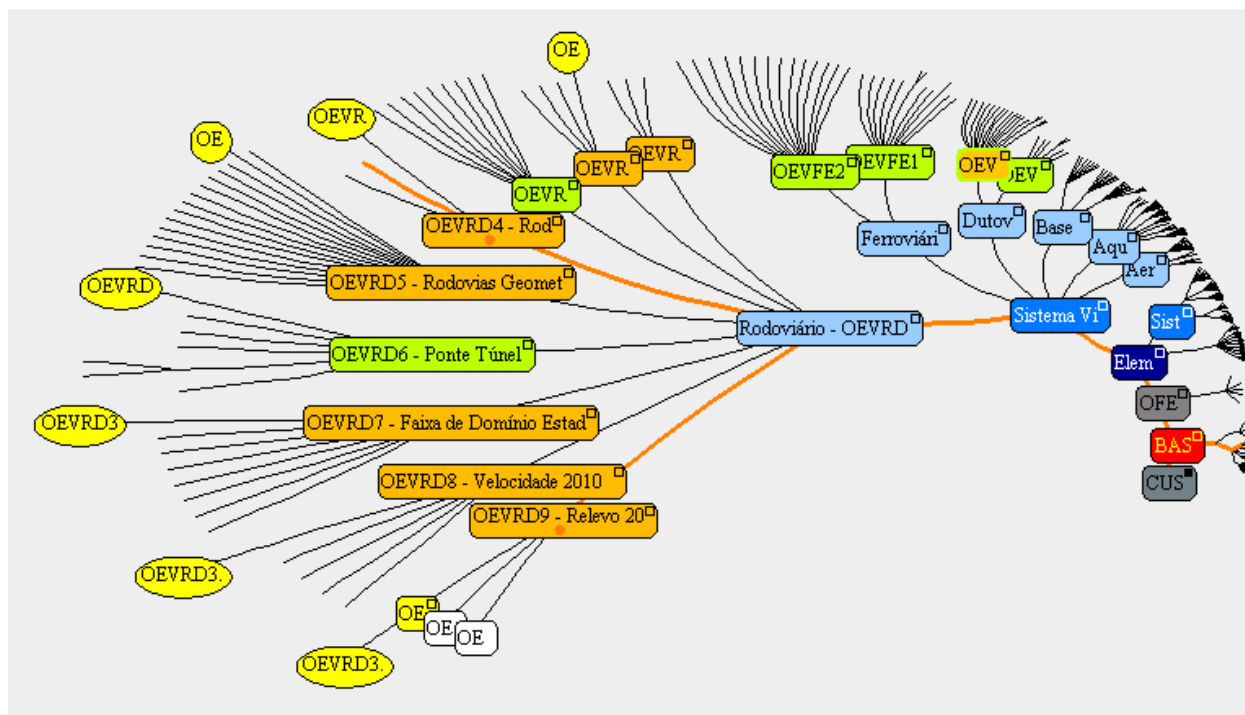 OE
OEVR
OE
OEVR
OEVR
OEVR
OEVFE2
OEVFE1
OEV
OEV
OEVRD4 - Rod
Ferroviári
Dutov
Base
Aqu
Aer
OEVRD5 - Rodovias Geomet
OEVRD
Rodoviário - OEVRD
Sistema Vi
Sist
OEVRD6 - Ponte Túnel
Elem
OFE
OEVRD3
OEVRD7 - Faixa de Domínio Estad
BAS
OEVRD8 - Velocidade 2010
CUS
OEVRD9 - Relevo 20
OEVRD3.
OE
OE
OE
OEVRD3.